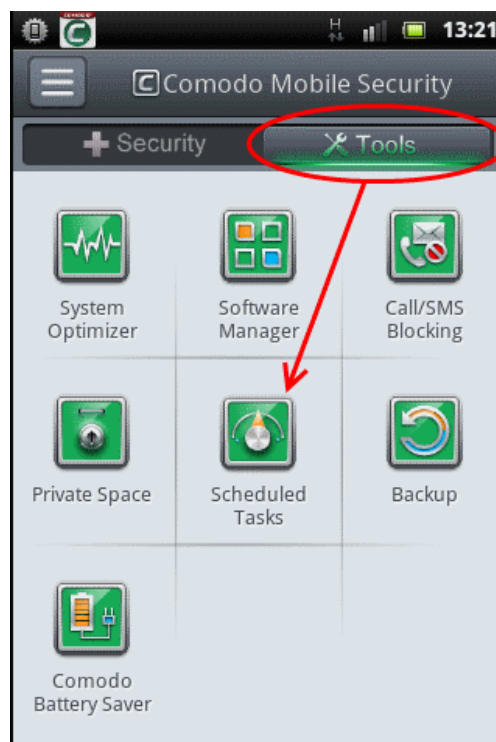 H
13:21
Comodo Mobile Security
Security
Tools
System
Optimizer
Software
Manager
Call/SMS
Blocking
Private Space
Scheduled
Tasks
Backup
Comodo
Battery Saver